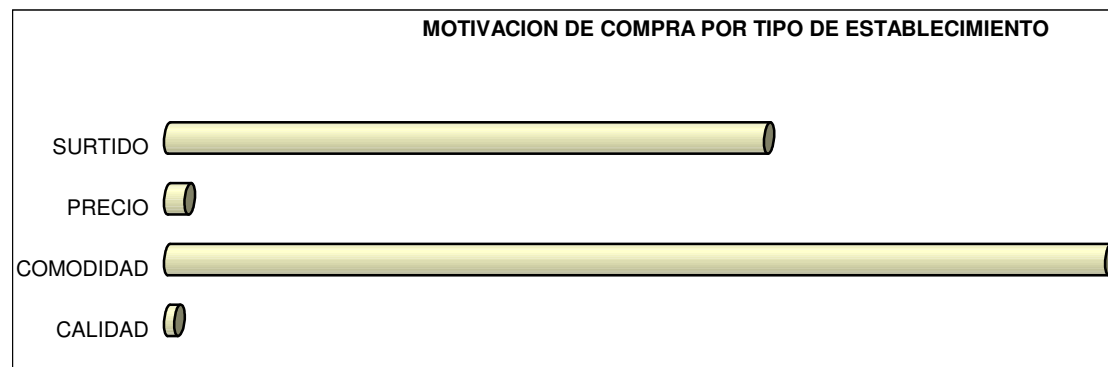 MOTIVACION DE COMPRA POR TIPO DE ESTABLECIMIENTO
SURTIDO
PRECIO
COMODIDAD
CALIDAD